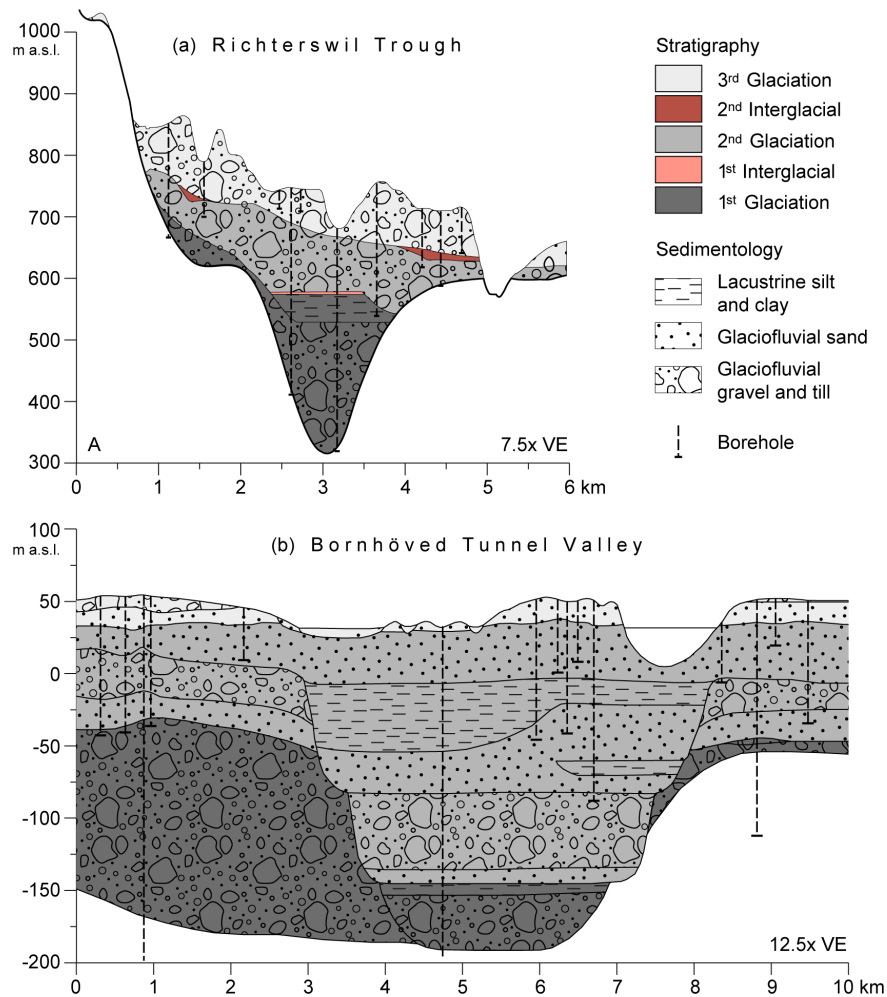 (a) Richterswil Trough
1000
m a.s.l.
900
800
700
600
500
400
300
A
7.5x VE
0 1 2 3 4 5 6 km
Stratigraphy
3rd Glaciation
2nd Interglacial
2nd Glaciation
1st Interglacial
1st Glaciation
Sedimentology
Lacustrine silt
and clay
Glaciofluvial sand
Glaciofluvial
gravel and till
Borehole
(b) Bornhöved Tunnel Valley
100
m a.s.l.
50
0
-50
-100
-150
-200
12.5x VE
0 1 2 3 4 5 6 7 8 9 10 km